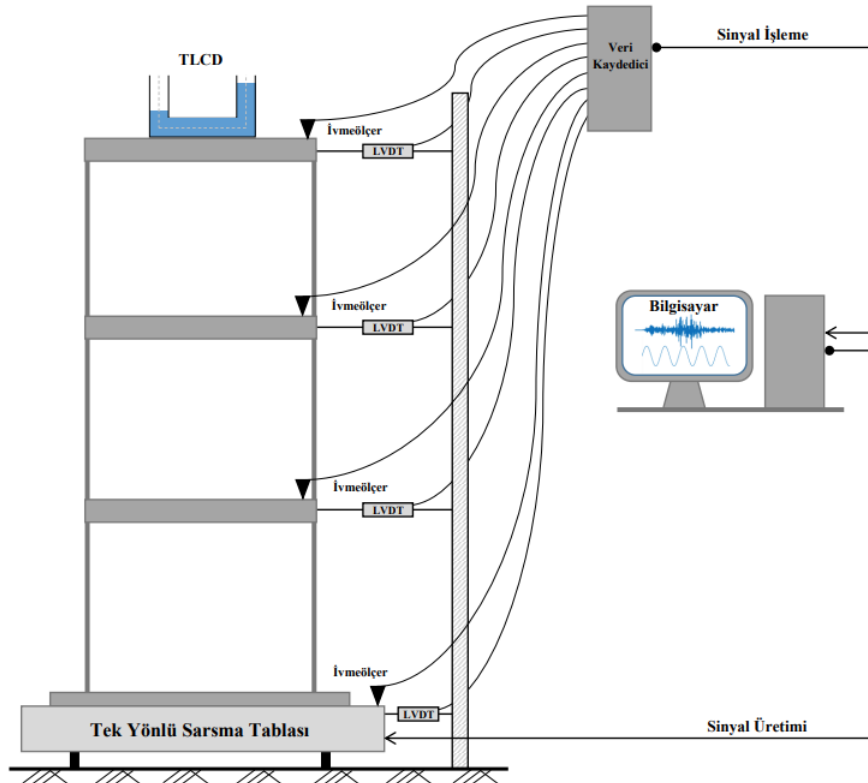 Sinyal İşleme
Veri
Kaydedici
TLCD
İvmeölçer
LVDT
Bilgisayar
İvmeölçer
LVDT
İvmeölçer
LVDT
İvmeölçer
LVDT
Tek Yönlü Sarsma Tablası
Sinyal Üretimi